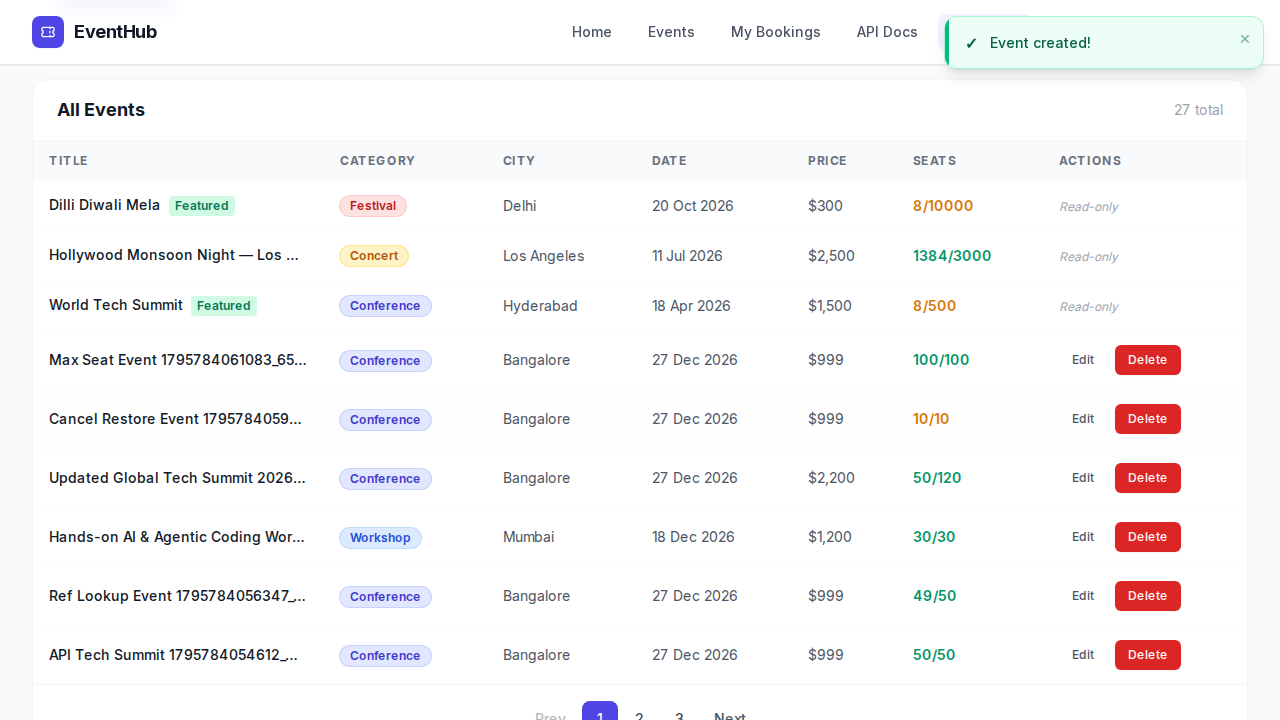 EventHub
Home Events My Bookings API Docs
✓ Event created! ×
All Events 27 total
TITLE CATEGORY CITY DATE PRICE SEATS ACTIONS
Dilli Diwali Mela Featured Festival Delhi 20 Oct 2026 $300 8/10000 Read-only
Hollywood Monsoon Night — Los ... Concert Los Angeles 11 Jul 2026 $2,500 1384/3000 Read-only
World Tech Summit Featured Conference Hyderabad 18 Apr 2026 $1,500 8/500 Read-only
Max Seat Event 1795784061083_65... Conference Bangalore 27 Dec 2026 $999 100/100 Edit Delete
Cancel Restore Event 1795784059... Conference Bangalore 27 Dec 2026 $999 10/10 Edit Delete
Updated Global Tech Summit 2026... Conference Bangalore 27 Dec 2026 $2,200 50/120 Edit Delete
Hands-on AI & Agentic Coding Wor... Workshop Mumbai 18 Dec 2026 $1,200 30/30 Edit Delete
Ref Lookup Event 1795784056347_... Conference Bangalore 27 Dec 2026 $999 49/50 Edit Delete
API Tech Summit 1795784054612_... Conference Bangalore 27 Dec 2026 $999 50/50 Edit Delete
Prev 1 2 3 Next